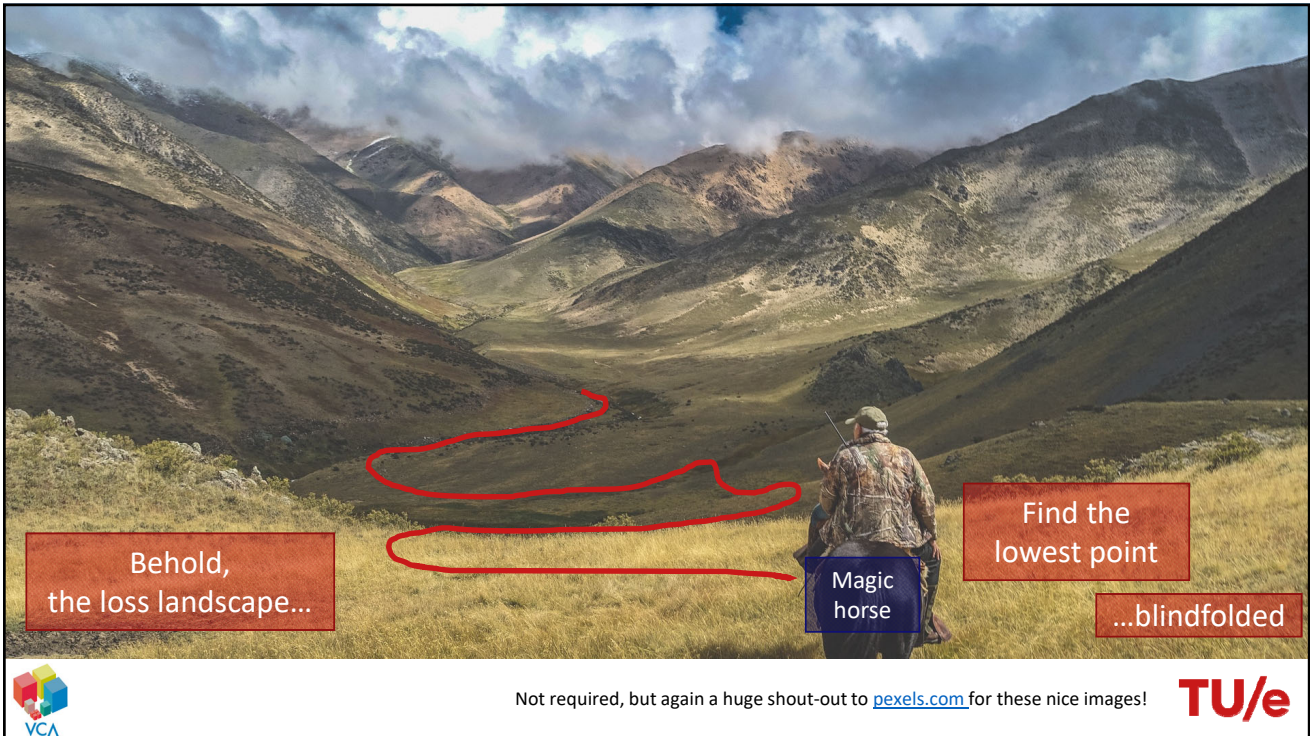 Behold,
the loss landscape...
Magic
horse
Find the
lowest point
...blindfolded
VCA
Not required, but again a huge shout-out to pexels.com for these nice images!
TU/e